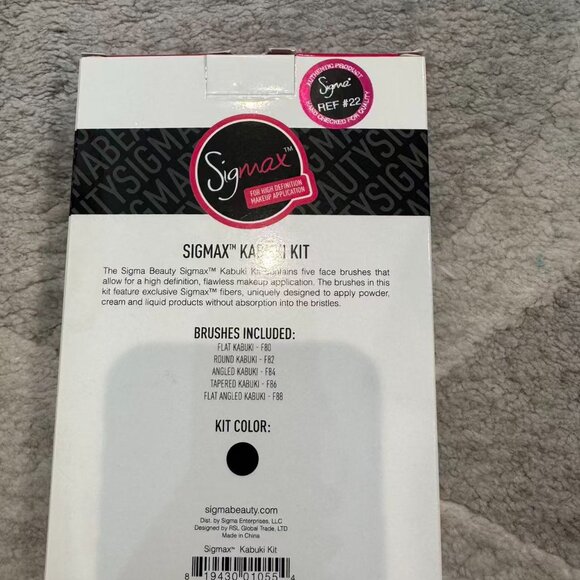 AUTHENTIC PRODUCT
Sigma
REF #22
HAND CHECKED FOR QUALITY
Sigmax™
FOR HIGH DEFINITION
MAKEUP APPLICATION
SIGMAX™ KABUKI KIT
The Sigma Beauty Sigmax™ Kabuki Kit contains five face brushes that
allow for a high definition, flawless makeup application. The brushes in this
kit feature exclusive Sigmax™ fibers, uniquely designed to apply powder,
cream and liquid products without absorption into the bristles.
BRUSHES INCLUDED:
FLAT KABUKI - F80
ROUND KABUKI - F82
ANGLED KABUKI - F84
TAPERED KABUKI - F86
FLAT ANGLED KABUKI - F88
KIT COLOR:
sigmabeauty.com
Dist. by Sigma Enterprises, LLC
Designed by RSL Global Trade, LTD
Made in China
Sigmax™ Kabuki Kit
8 19430 01055 4